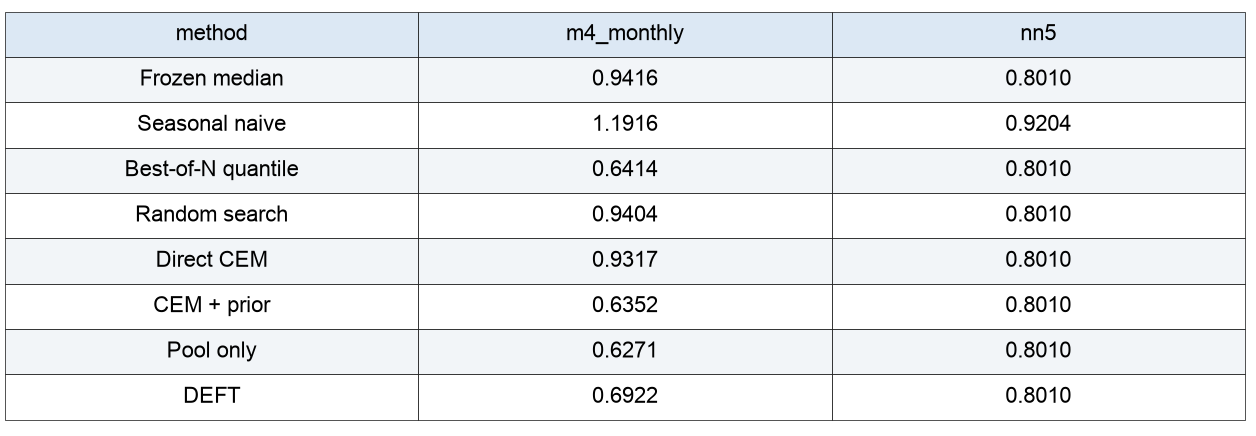 method m4_monthly nn5
Frozen median 0.9416 0.8010
Seasonal naive 1.1916 0.9204
Best-of-N quantile 0.6414 0.8010
Random search 0.9404 0.8010
Direct CEM 0.9317 0.8010
CEM + prior 0.6352 0.8010
Pool only 0.6271 0.8010
DEFT 0.6922 0.8010